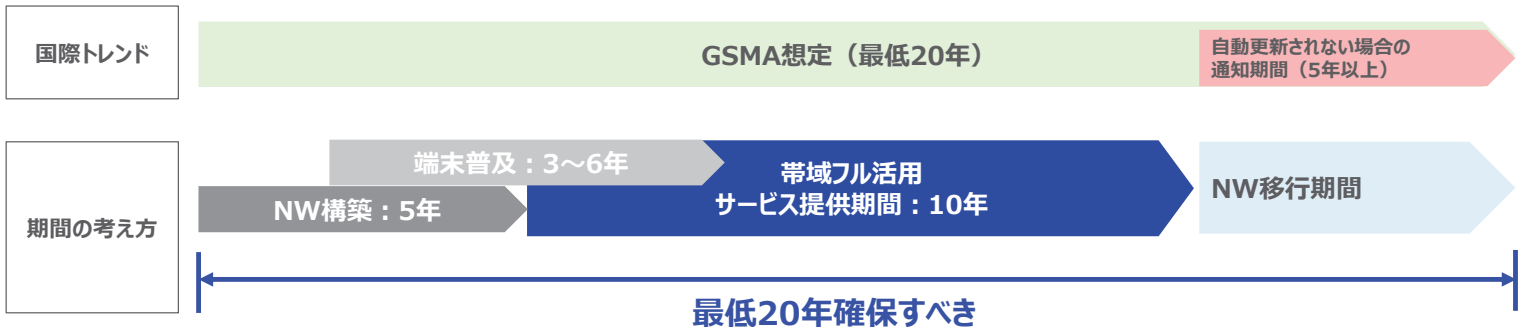 国際トレンド
GSMA想定（最低20年）
自動更新されない場合の
通知期間（5年以上）
期間の考え方
端末普及：3～6年
NW構築：5年
帯域フル活用
サービス提供期間：10年
NW移行期間
最低20年確保すべき